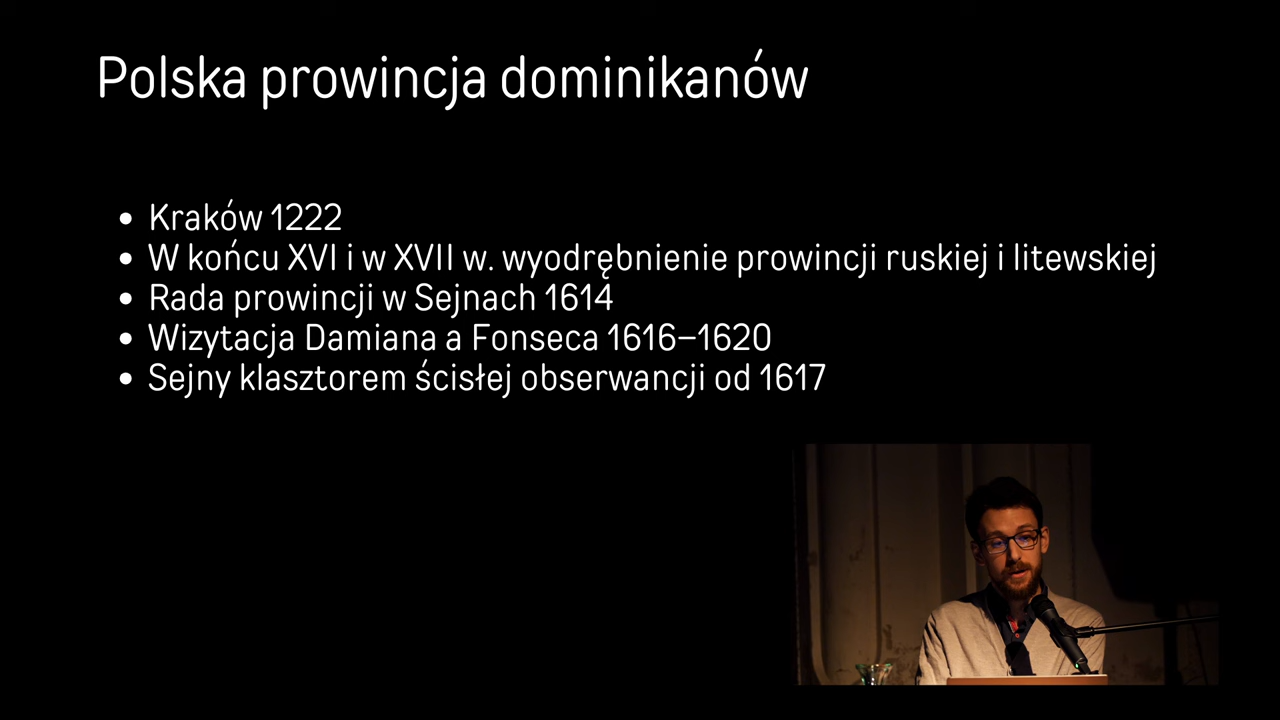 Polska prowincja dominikanów
• Kraków 1222
• W końcu XVI i w XVII w. wyodrębnienie prowincji ruskiej i litewskiej
• Rada prowincji w Sejnach 1614
• Wizytacja Damiana a Fonseca 1616–1620
• Sejny klasztorem ścisłej obserwancji od 1617